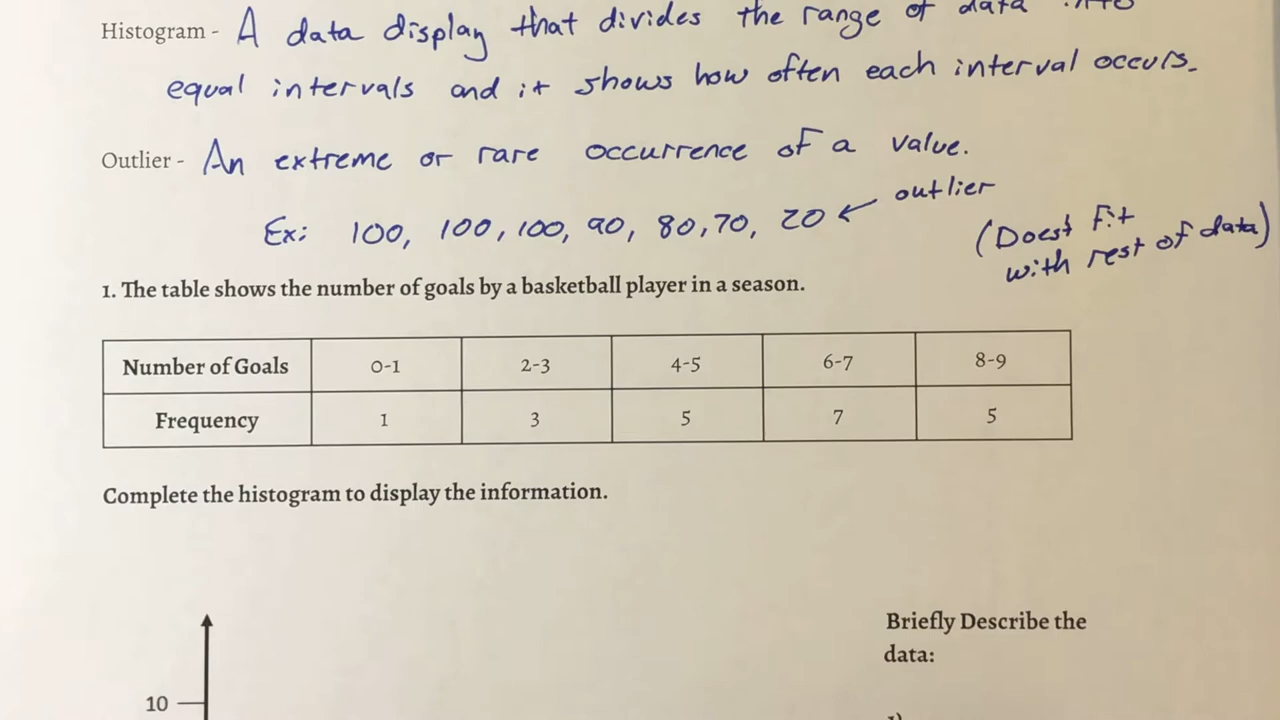 Histogram - A data display that divides the range of data into
equal intervals and it shows how often each interval occurs.
Outlier - An extreme or rare occurrence of a value.
Ex: 100, 100, 100, 90, 80, 70, 20 ← outlier
(Doesn't fit
with rest of data)
1. The table shows the number of goals by a basketball player in a season.
Number of Goals 0-1 2-3 4-5 6-7 8-9
Frequency 1 3 5 7 5
Complete the histogram to display the information.
Briefly Describe the
data:
10